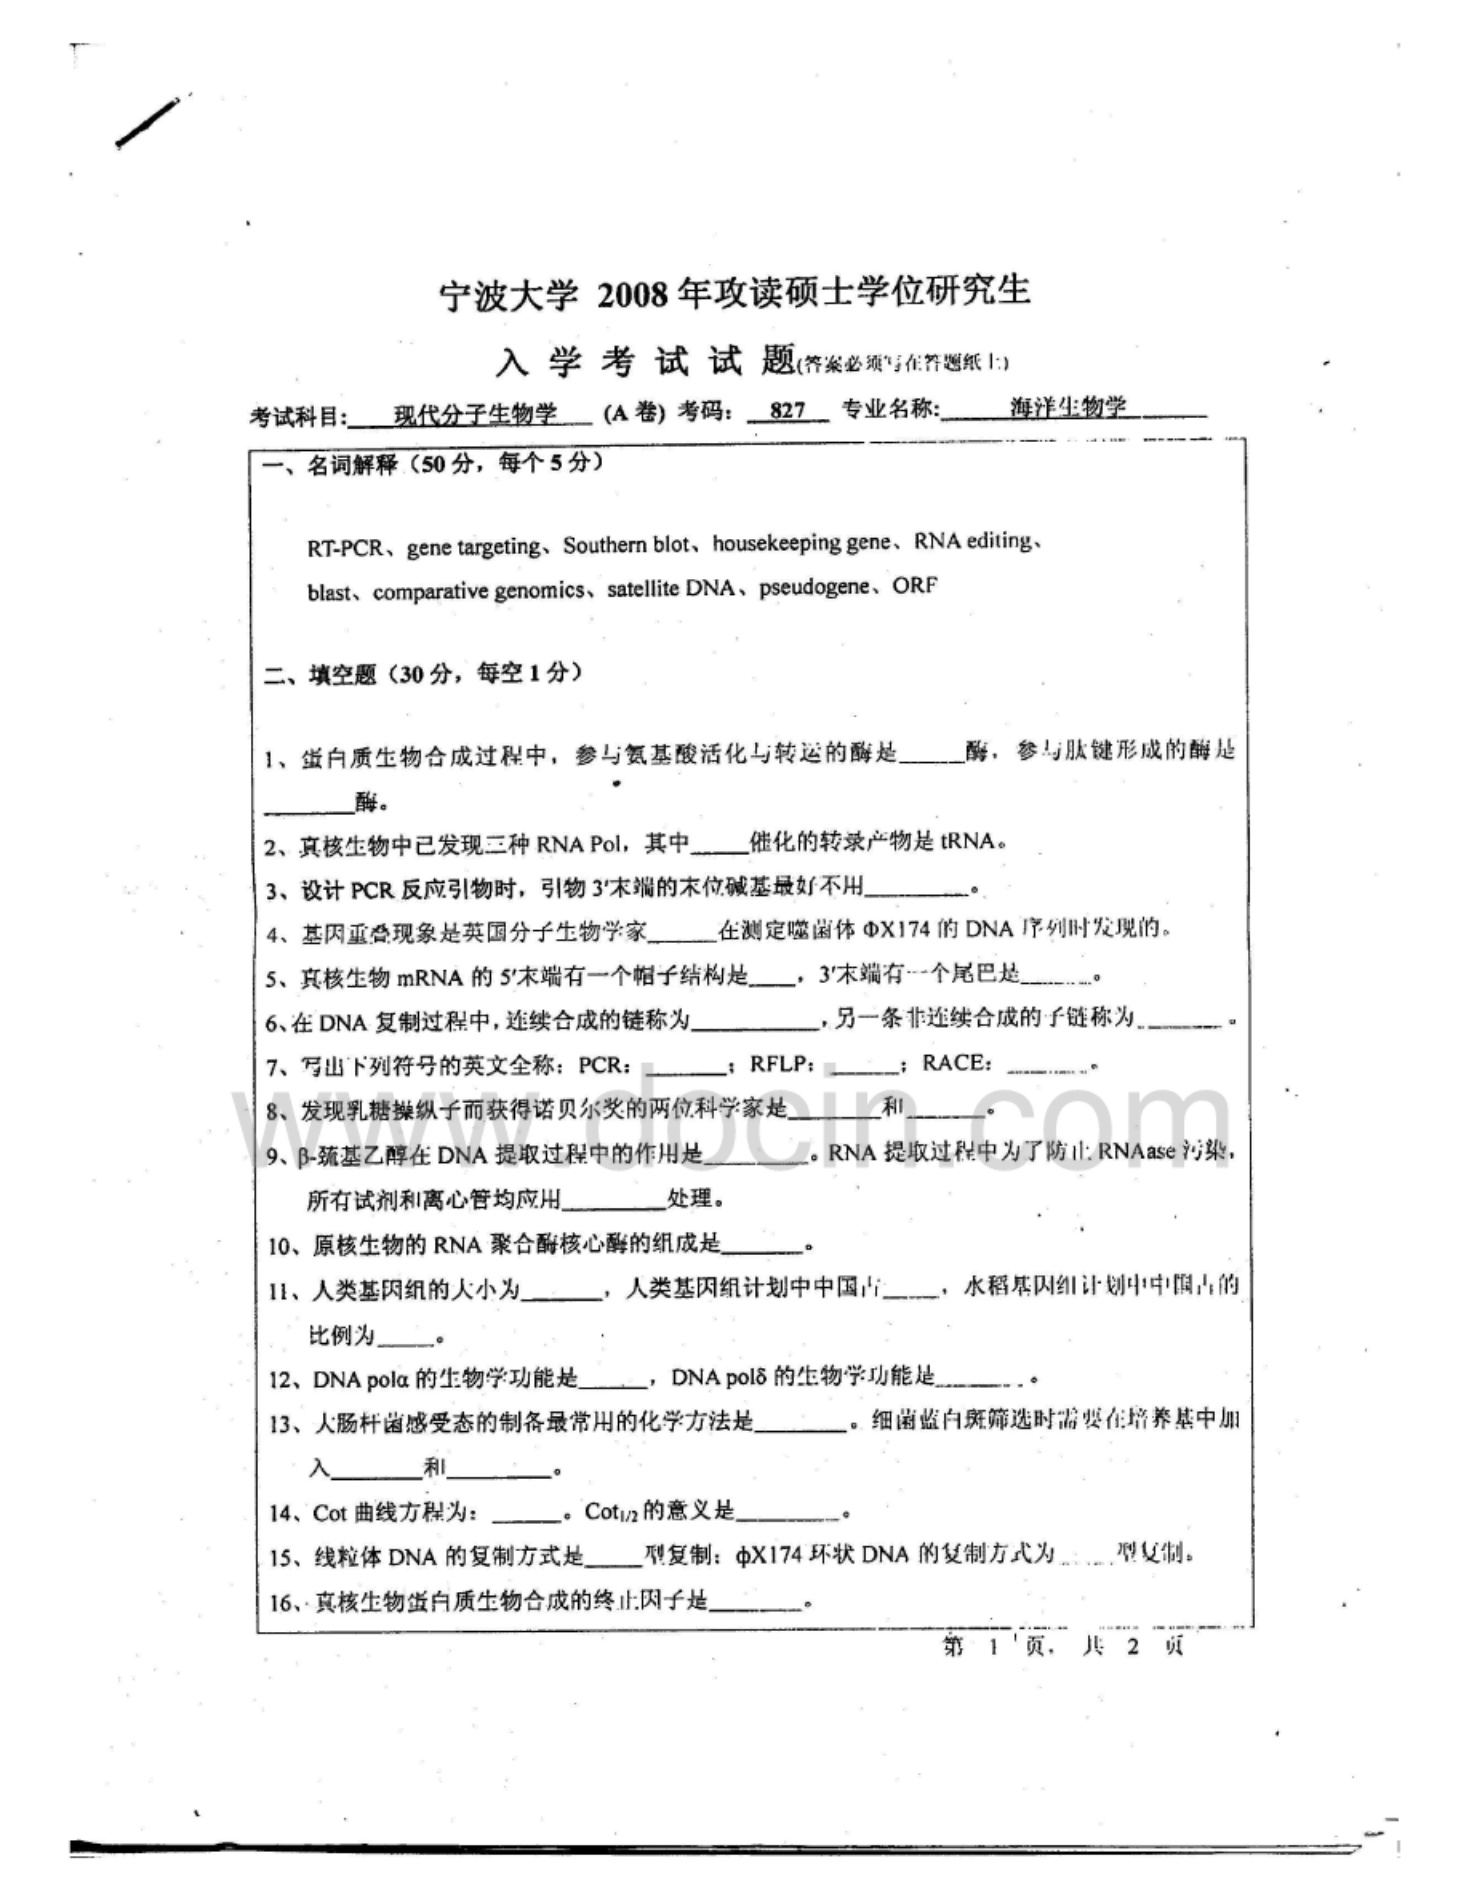 宁波大学 2008 年攻读硕士学位研究生
入 学 考 试 试 题(答案必须写在答题纸上)
考试科目: 现代分子生物学 (A 卷) 考码: 827 专业名称: 海洋生物学
一、名词解释（50 分，每个 5 分）
RT-PCR、gene targeting、Southern blot、housekeeping gene、RNA editing、
blast、comparative genomics、satellite DNA、pseudogene、ORF
二、填空题（30 分，每空 1 分）
1、蛋白质生物合成过程中，参与氨基酸活化与转运的酶是______酶，参与肽键形成的酶是
________酶。
2、真核生物中已发现三种 RNA Pol，其中_____催化的转录产物是 tRNA。
3、设计 PCR 反应引物时，引物 3′末端的末位碱基最好不用_________。
4、基因重叠现象是英国分子生物学家______在测定噬菌体 ΦX174 的 DNA 序列时发现的。
5、真核生物 mRNA 的 5′末端有一个帽子结构是____，3′末端有一个尾巴是_______。
6、在 DNA 复制过程中，连续合成的链称为___________，另一条非连续合成的子链称为________。
7、写出下列符号的英文全称：PCR：_______；RFLP：______；RACE：________。
8、发现乳糖操纵子而获得诺贝尔奖的两位科学家是________和_______。
9、β-巯基乙醇在 DNA 提取过程中的作用是_________。RNA 提取过程中为了防止 RNAase 污染，
所有试剂和离心管均应用_________处理。
10、原核生物的 RNA 聚合酶核心酶的组成是_______。
11、人类基因组的大小为_______，人类基因组计划中中国占_____，水稻基因组计划中中国占的
比例为_____。
12、DNA polα 的生物学功能是______，DNA polδ 的生物学功能是________。
13、大肠杆菌感受态的制备最常用的化学方法是________。细菌蓝白斑筛选时需要在培养基中加
入________和_________。
14、Cot 曲线方程为：______。Cot1/2 的意义是_________。
15、线粒体 DNA 的复制方式是_____型复制；ϕX174 环状 DNA 的复制方式为_____型复制。
16、真核生物蛋白质生物合成的终止因子是________。
第 1 页， 共 2 页
www.docin.com